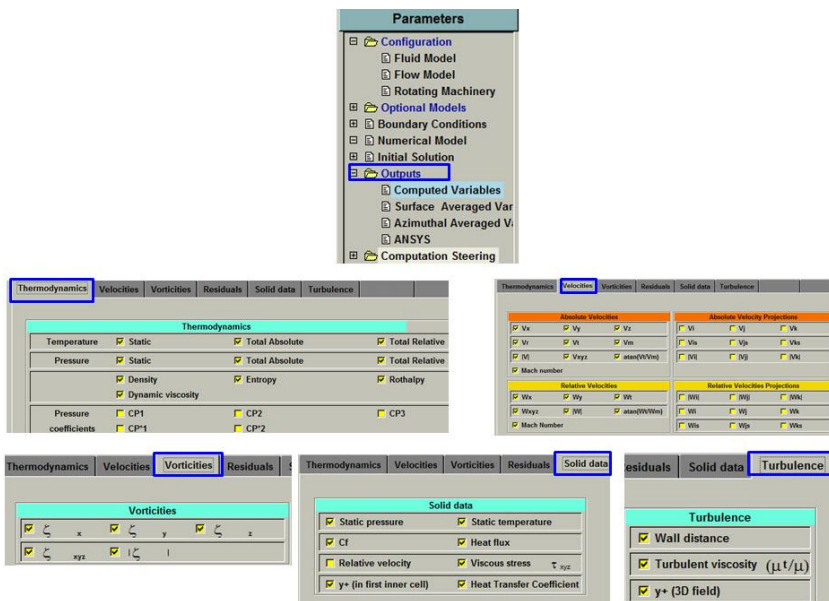 Parameters
Configuration
Fluid Model
Flow Model
Rotating Machinery
Optional Models
Boundary Conditions
Numerical Model
Initial Solution
Outputs
Computed Variables
Surface Averaged Var
Azimuthal Averaged Va
ANSYS
Computation Steering
Thermodynamics Velocities Vorticities Residuals Solid data Turbulence
Thermodynamics
Temperature Static Total Absolute Total Relative
Pressure Static Total Absolute Total Relative
Density Entropy Rothalpy
Dynamic viscosity
Pressure CP1 CP2 CP3
coefficients CP*1 CP*2
Thermodynamics Velocities Vorticities Residuals Solid data Turbulence
Absolute Velocities Absolute Velocity Projections
Vx Vy Vz Vi Vj Vk
Vr Vt Vm Vis Vjs Vks
|V| Vxyz atan(Vt/Vm) |Vi| |Vj| |Vk|
Mach number
Relative Velocities Relative Velocities Projections
Wx Wy Wt |Wi| |Wj| |Wk|
Wxyz |W| atan(Wt/Wm) Wi Wj Wk
Mach Number Wis Wjs Wks
Thermodynamics Velocities Vorticities Residuals S
Vorticities
ζ x ζ y ζ z
ζ xyz |ζ |
Thermodynamics Velocities Vorticities Residuals Solid data
Solid data
Static pressure Static temperature
Cf Heat flux
Relative velocity Viscous stress τ xyz
y+ (in first inner cell) Heat Transfer Coefficient
esiduals Solid data Turbulence
Turbulence
Wall distance
Turbulent viscosity (μt/μ)
y+ (3D field)